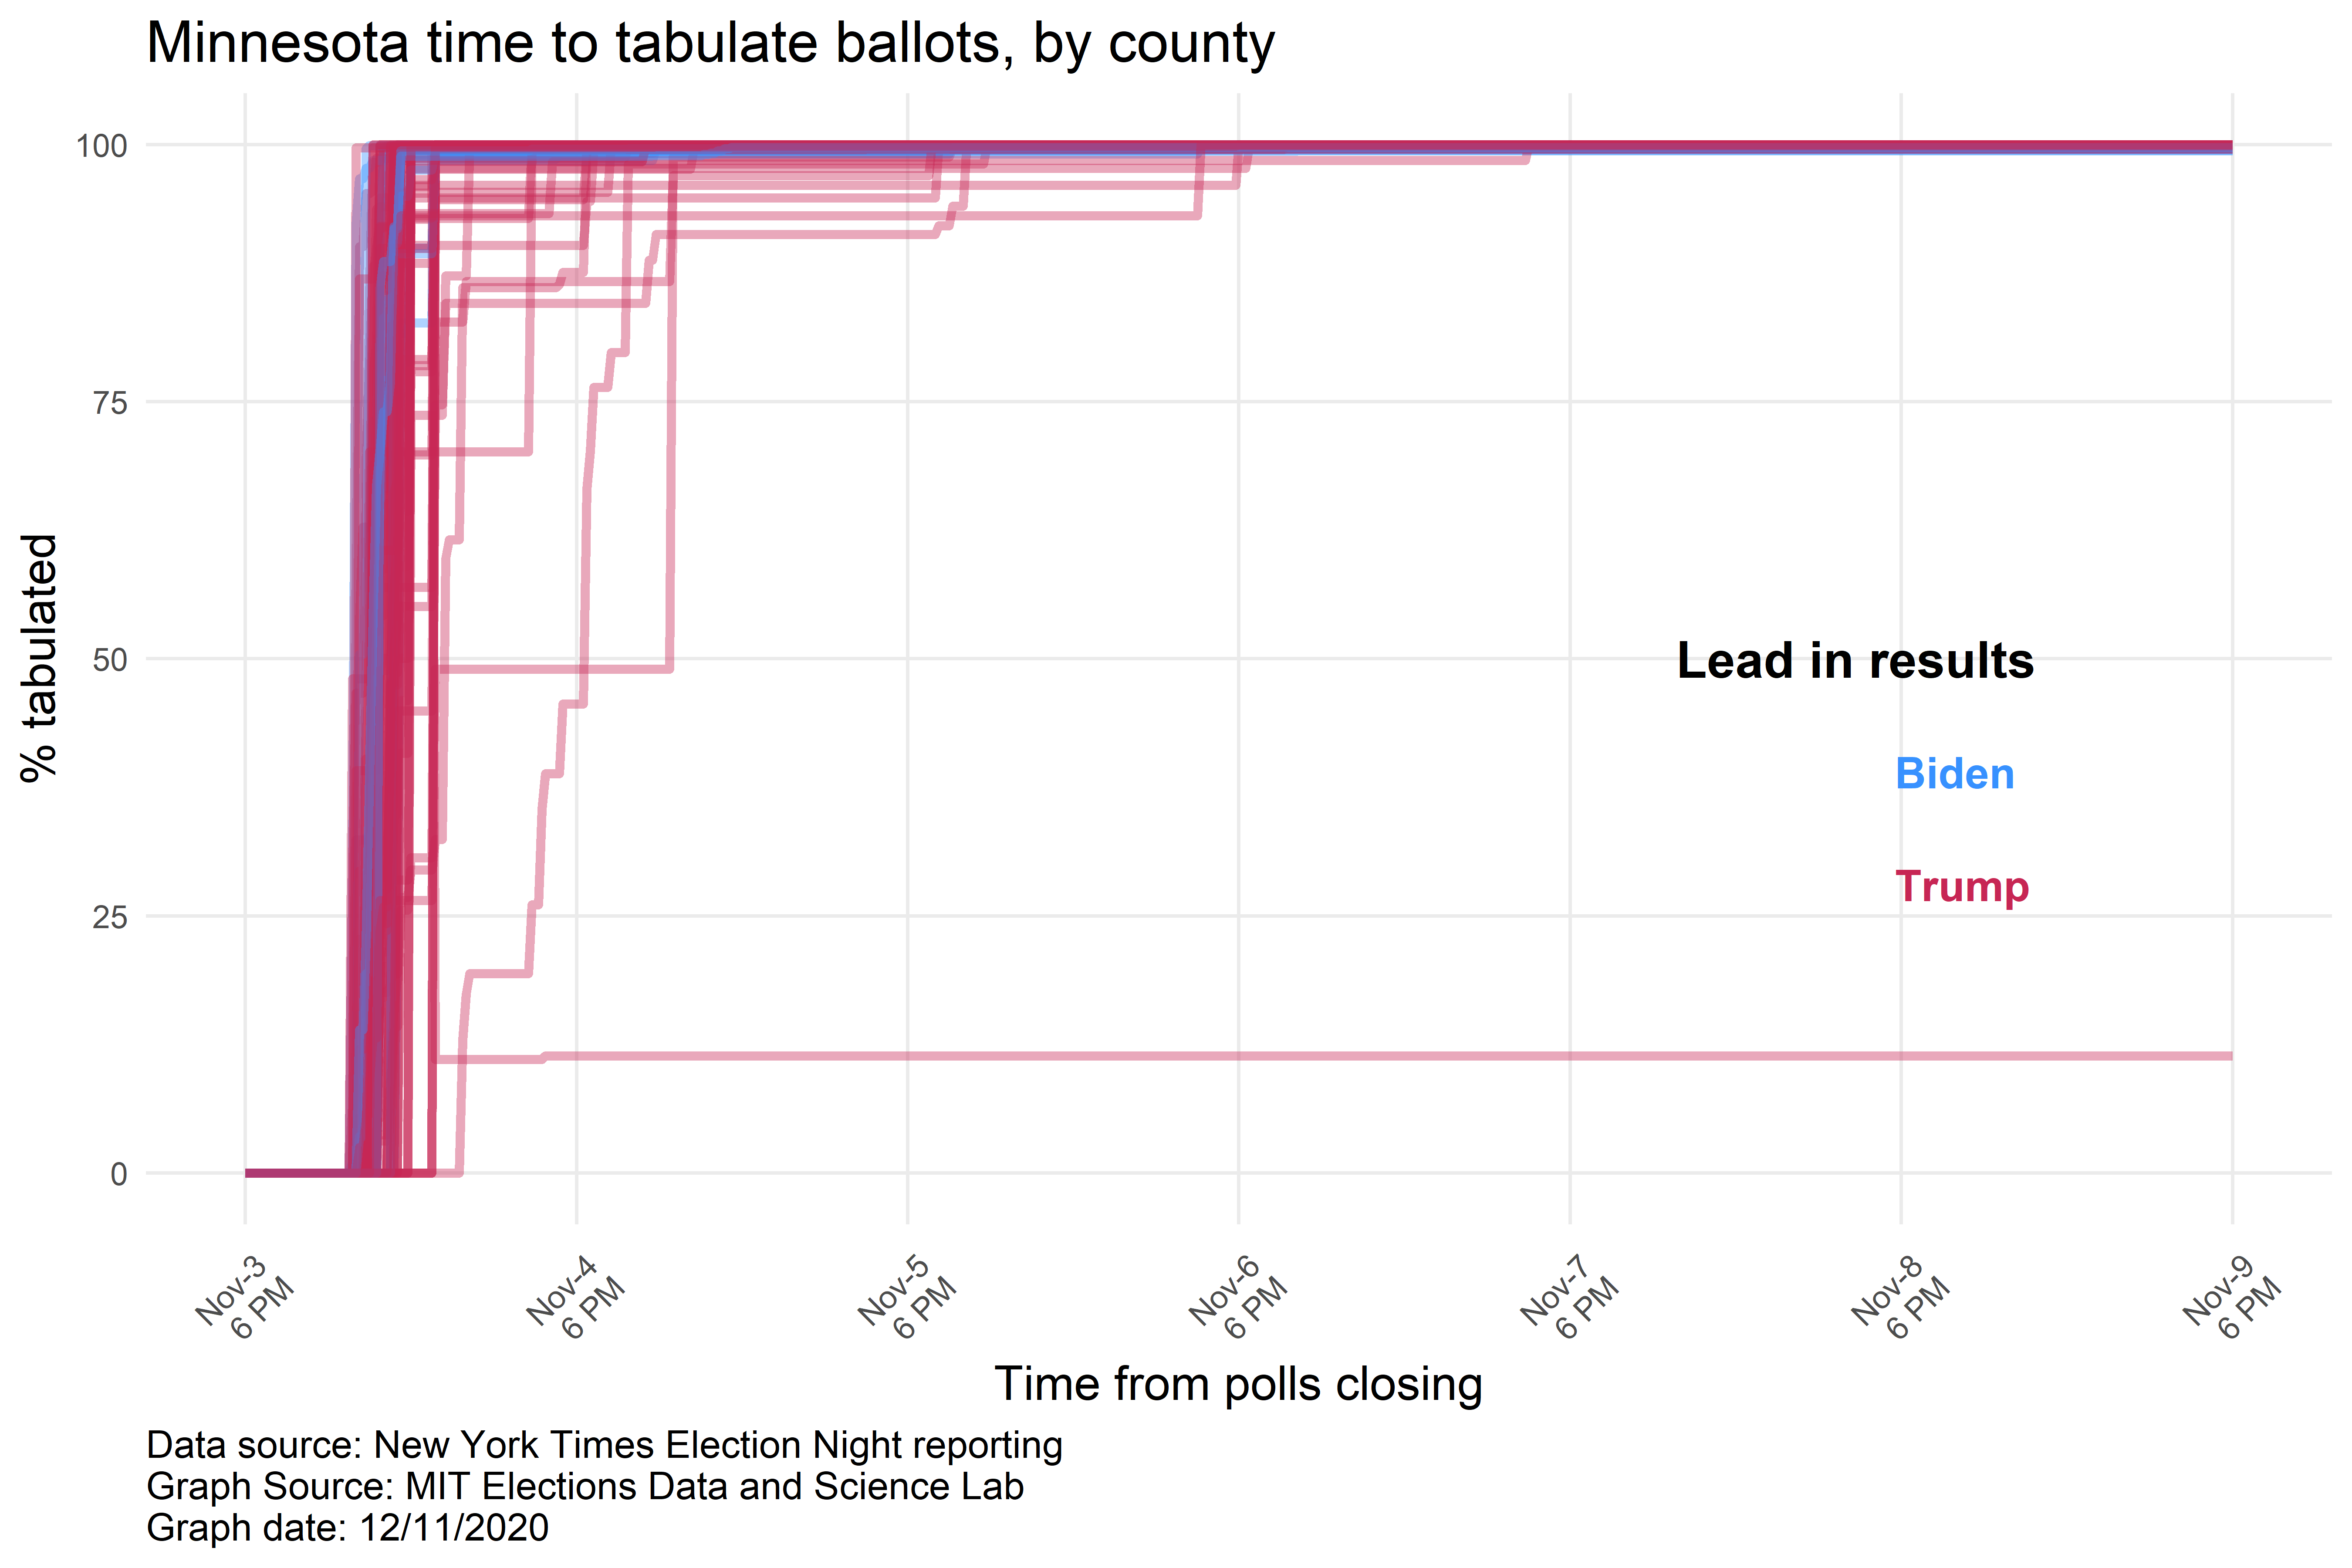 Minnesota time to tabulate ballots, by county
100
75
50
25
0
% tabulated
Lead in results
Biden
Trump
Nov-3
6 PM
Nov-4
6 PM
Nov-5
6 PM
Nov-6
6 PM
Nov-7
6 PM
Nov-8
6 PM
Nov-9
6 PM
Time from polls closing
Data source: New York Times Election Night reporting
Graph Source: MIT Elections Data and Science Lab
Graph date: 12/11/2020